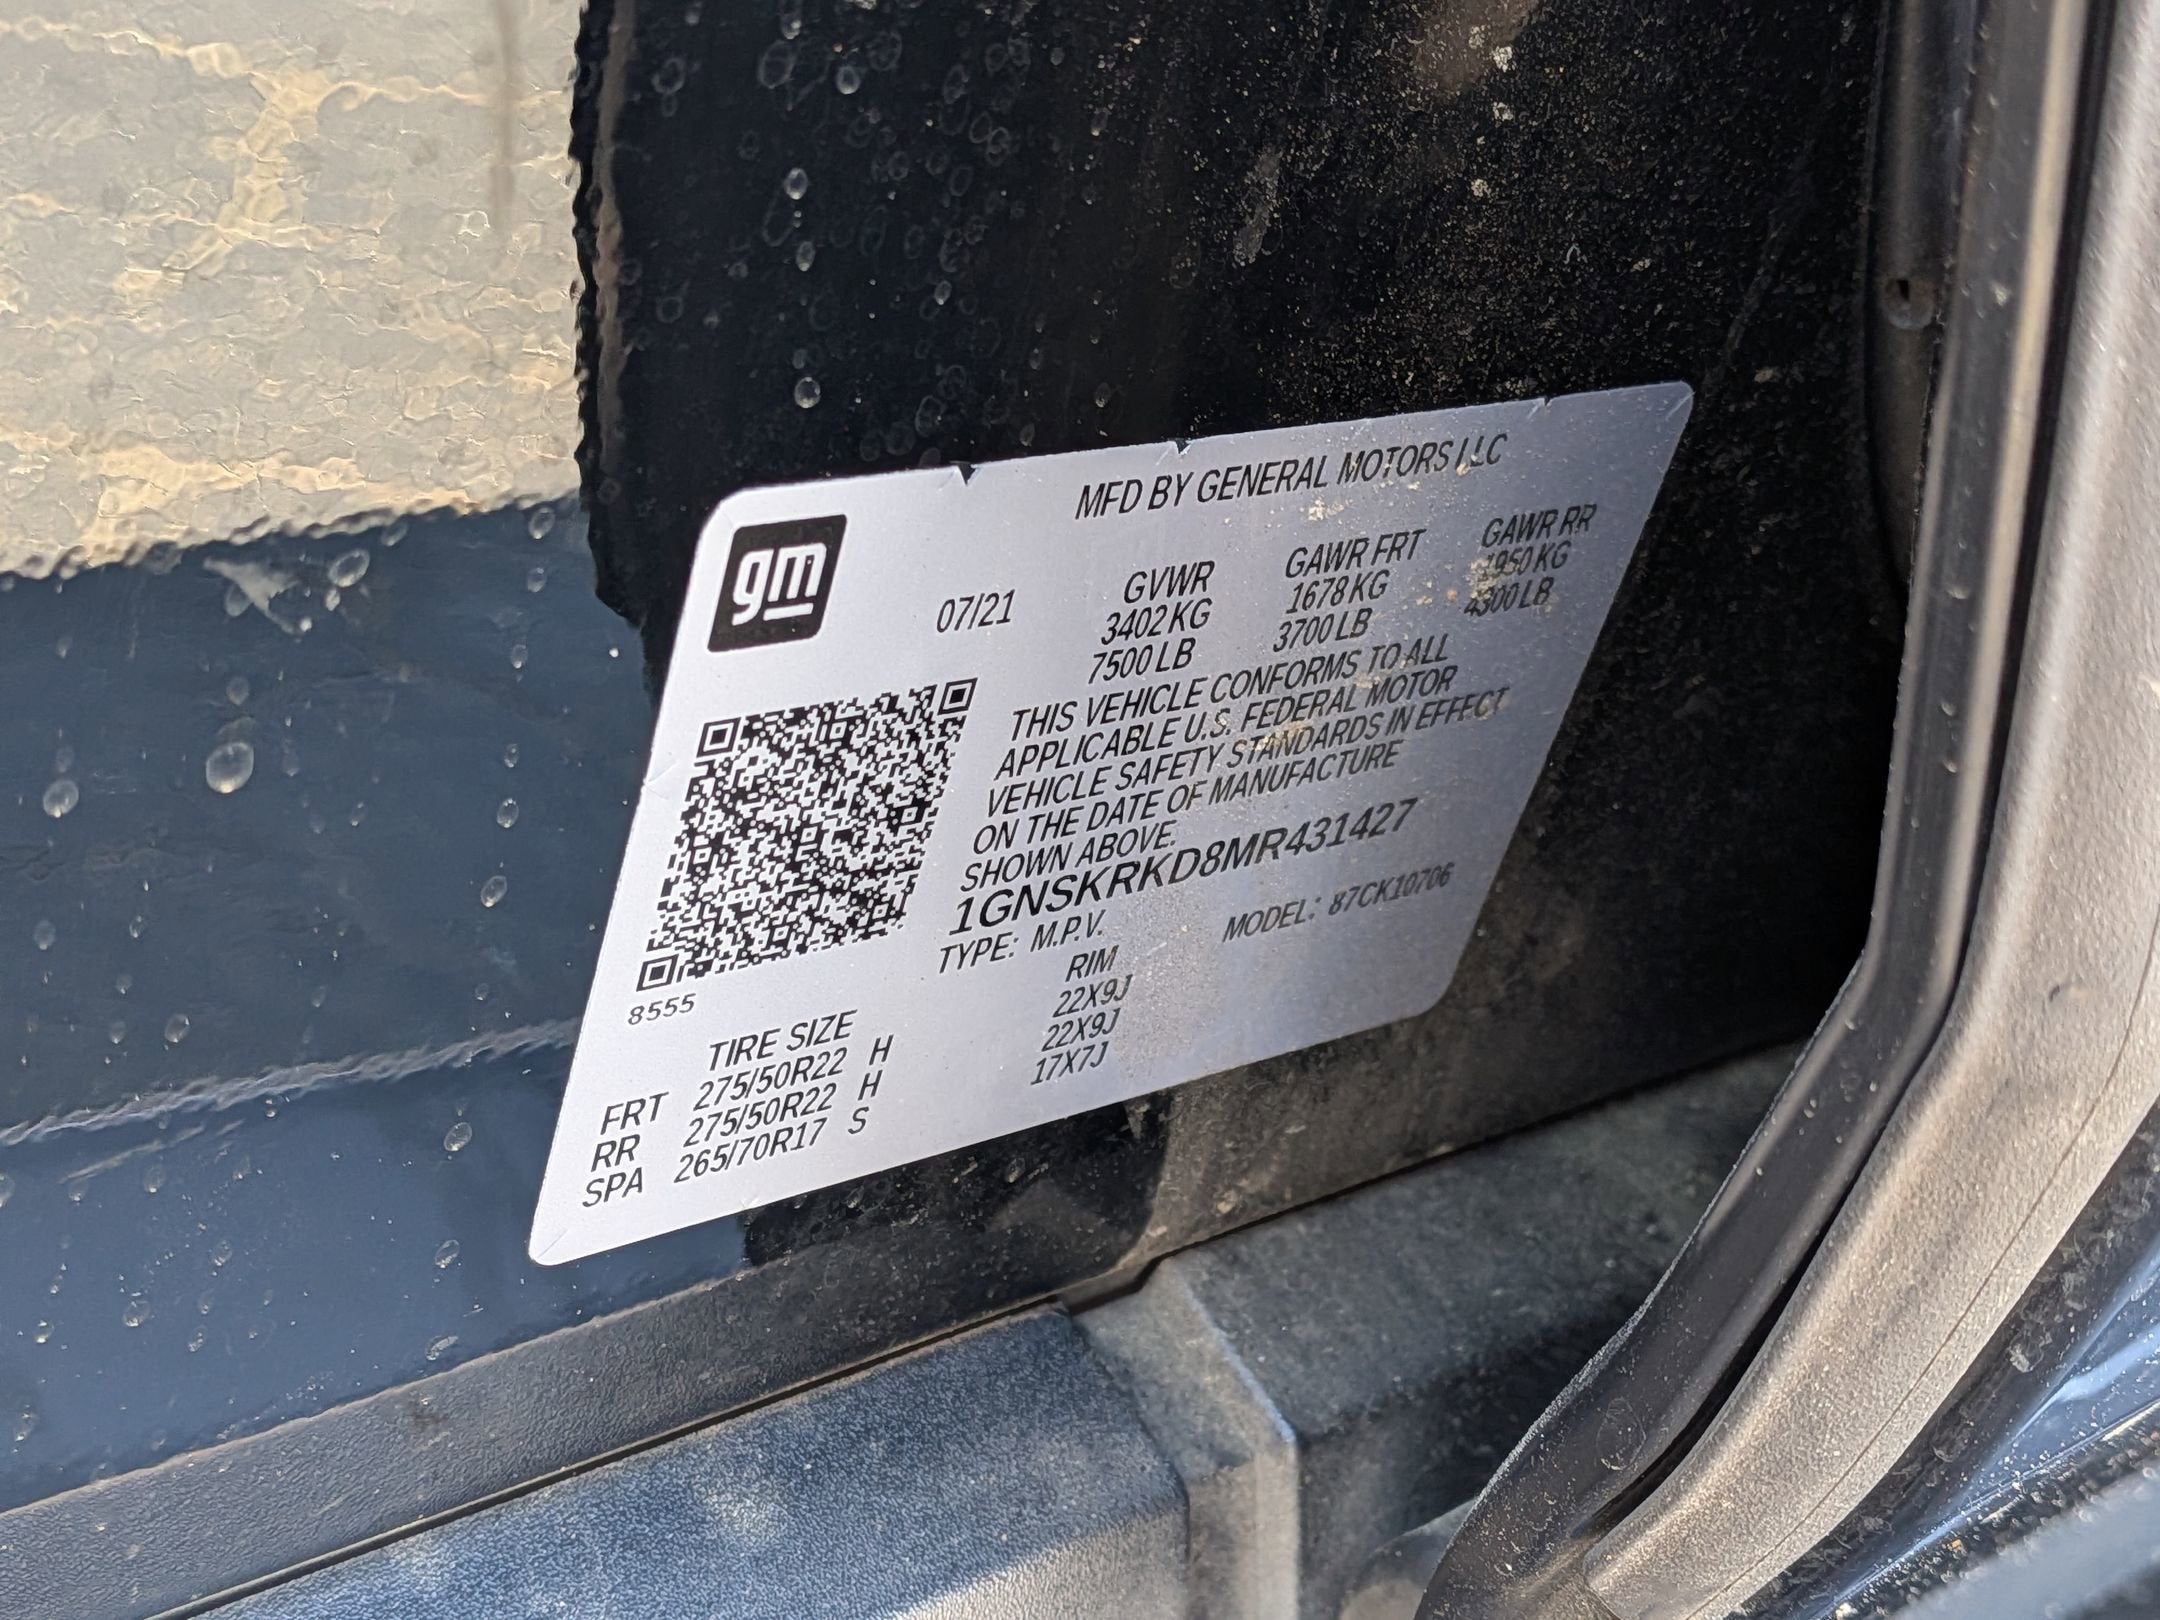 gm
MFD BY GENERAL MOTORS LLC
07/21
GVWR GAWR FRT GAWR RR
3402 KG 1678 KG 1950 KG
7500 LB 3700 LB 4300 LB
THIS VEHICLE CONFORMS TO ALL
APPLICABLE U.S. FEDERAL MOTOR
VEHICLE SAFETY STANDARDS IN EFFECT
ON THE DATE OF MANUFACTURE
SHOWN ABOVE.
1GNSKRKD8MR431427
TYPE: M.P.V. MODEL: 87CK10706
8555
TIRE SIZE RIM
FRT 275/50R22 H 22X9J
RR 275/50R22 H 22X9J
SPA 265/70R17 S 17X7J